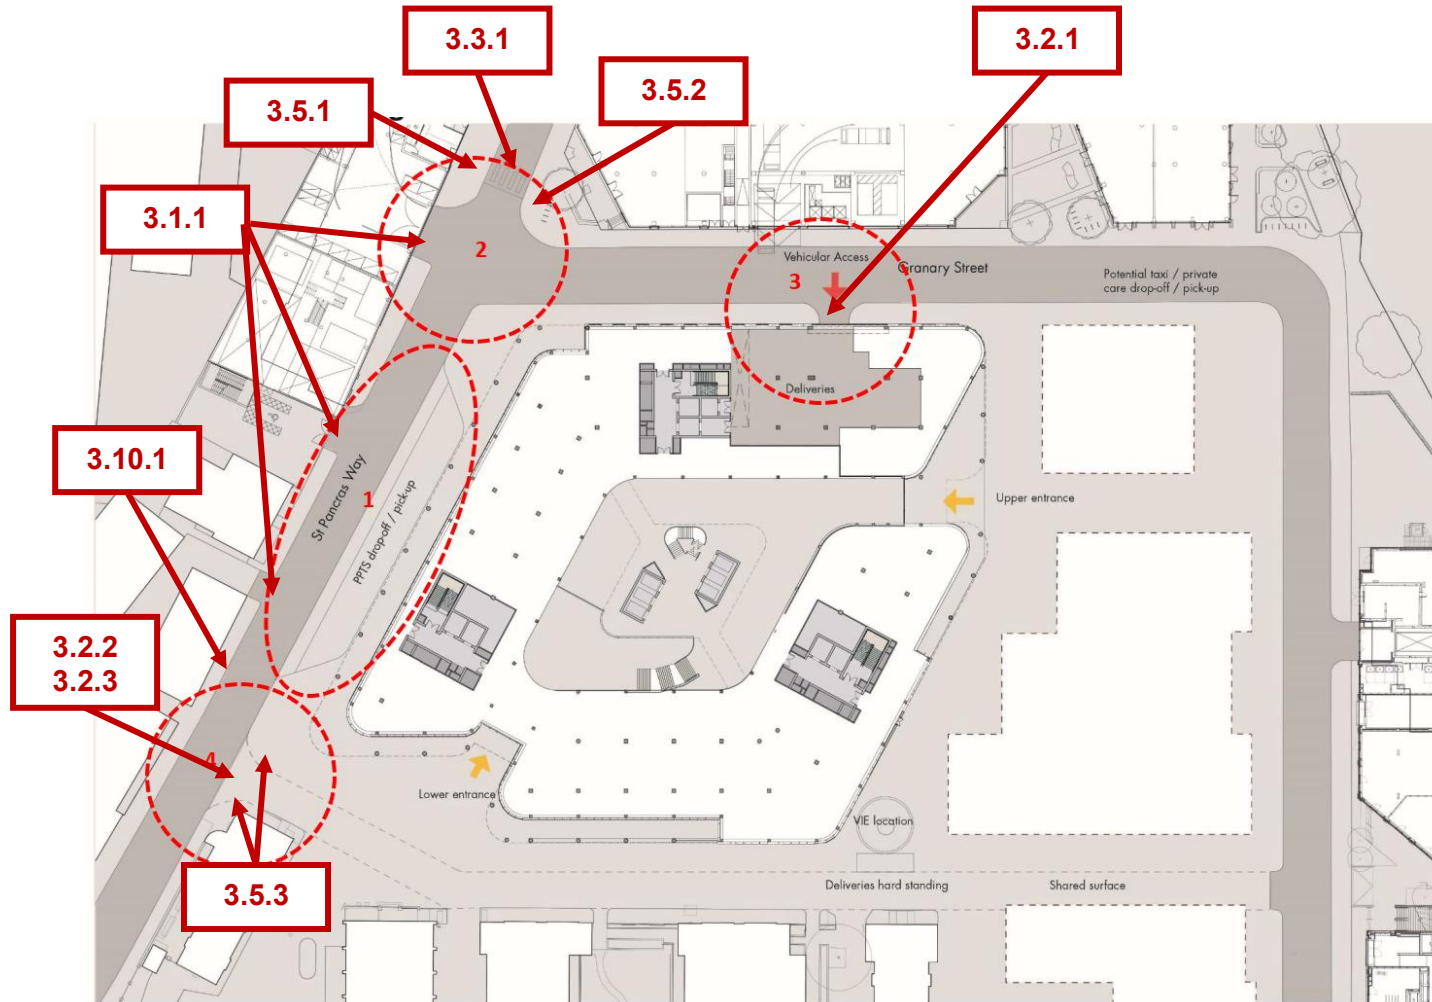 3.3.1
3.2.1
3.5.1
3.5.2
3.1.1
2
Vehicular Access
3
Granary Street
Potential taxi / private
care drop-off / pick-up
Deliveries
3.10.1
St Pancras Way
1
PPTS drop-off / pick-up
Upper entrance
3.2.2
3.2.3
4
Lower entrance
VIE location
3.5.3
Deliveries hard standing
Shared surface